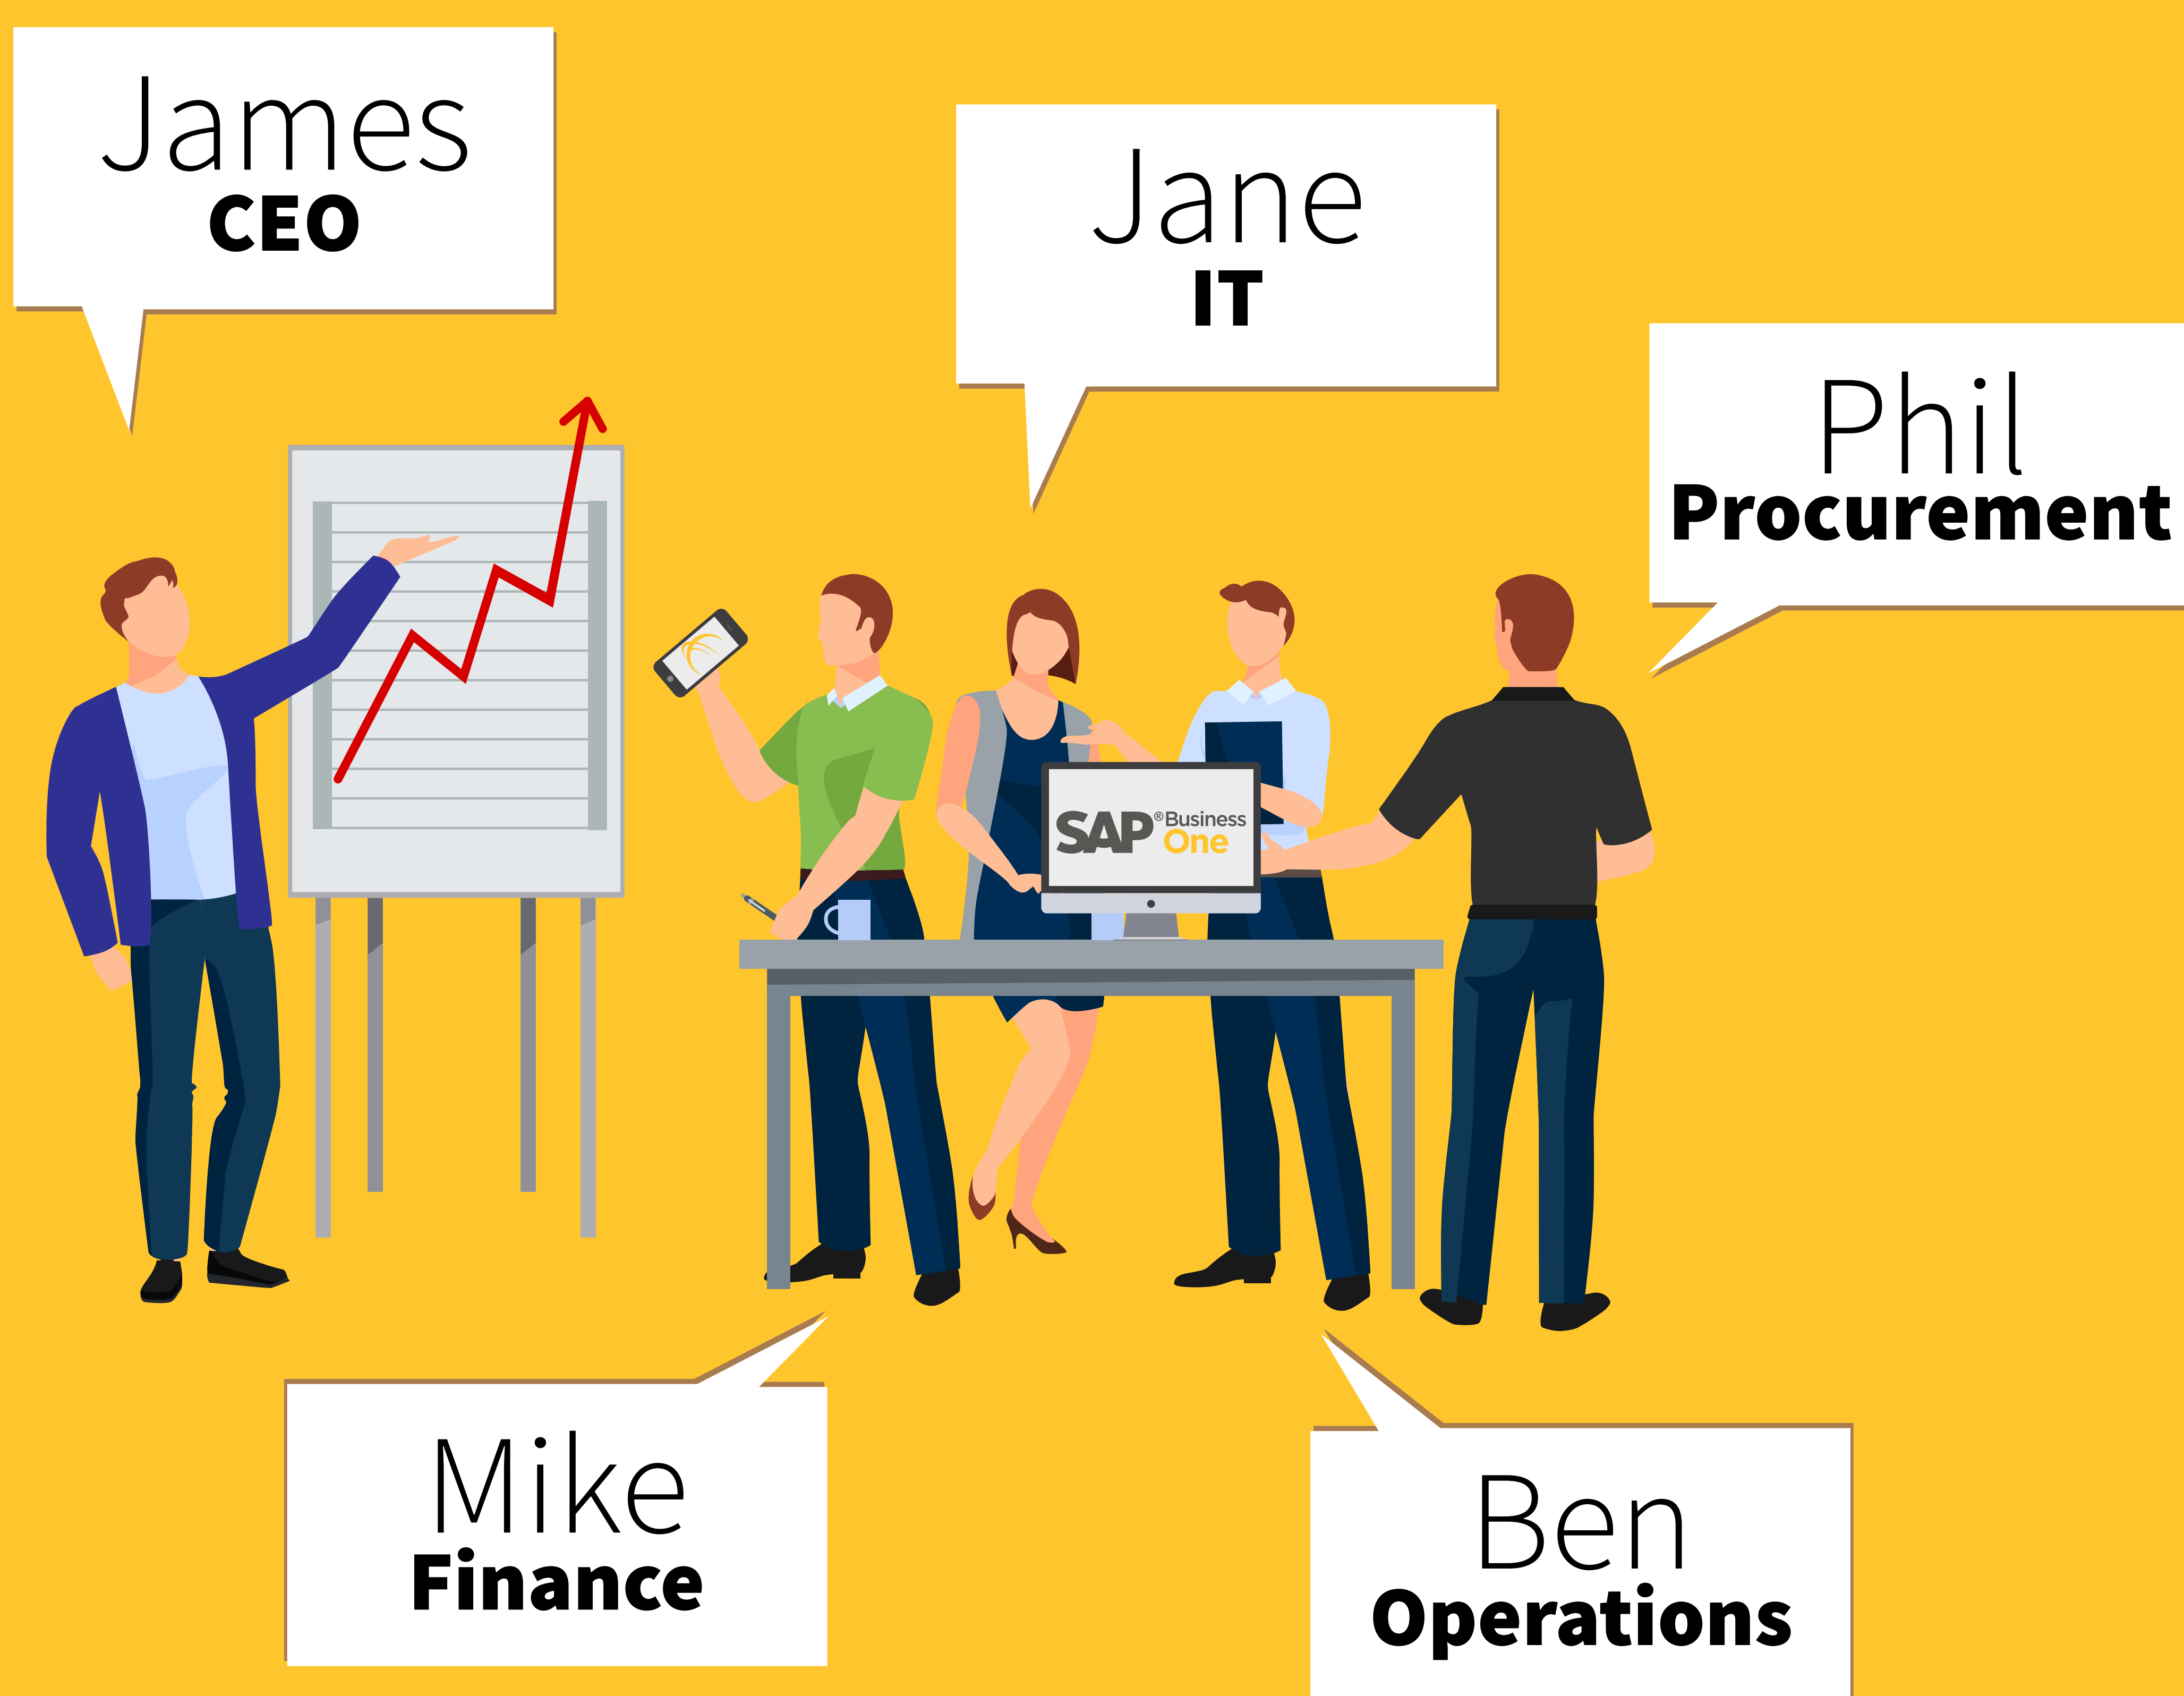 James
CEO
Jane
IT
Phil
Procurement
SAP® Business
One
Mike
Finance
Ben
Operations